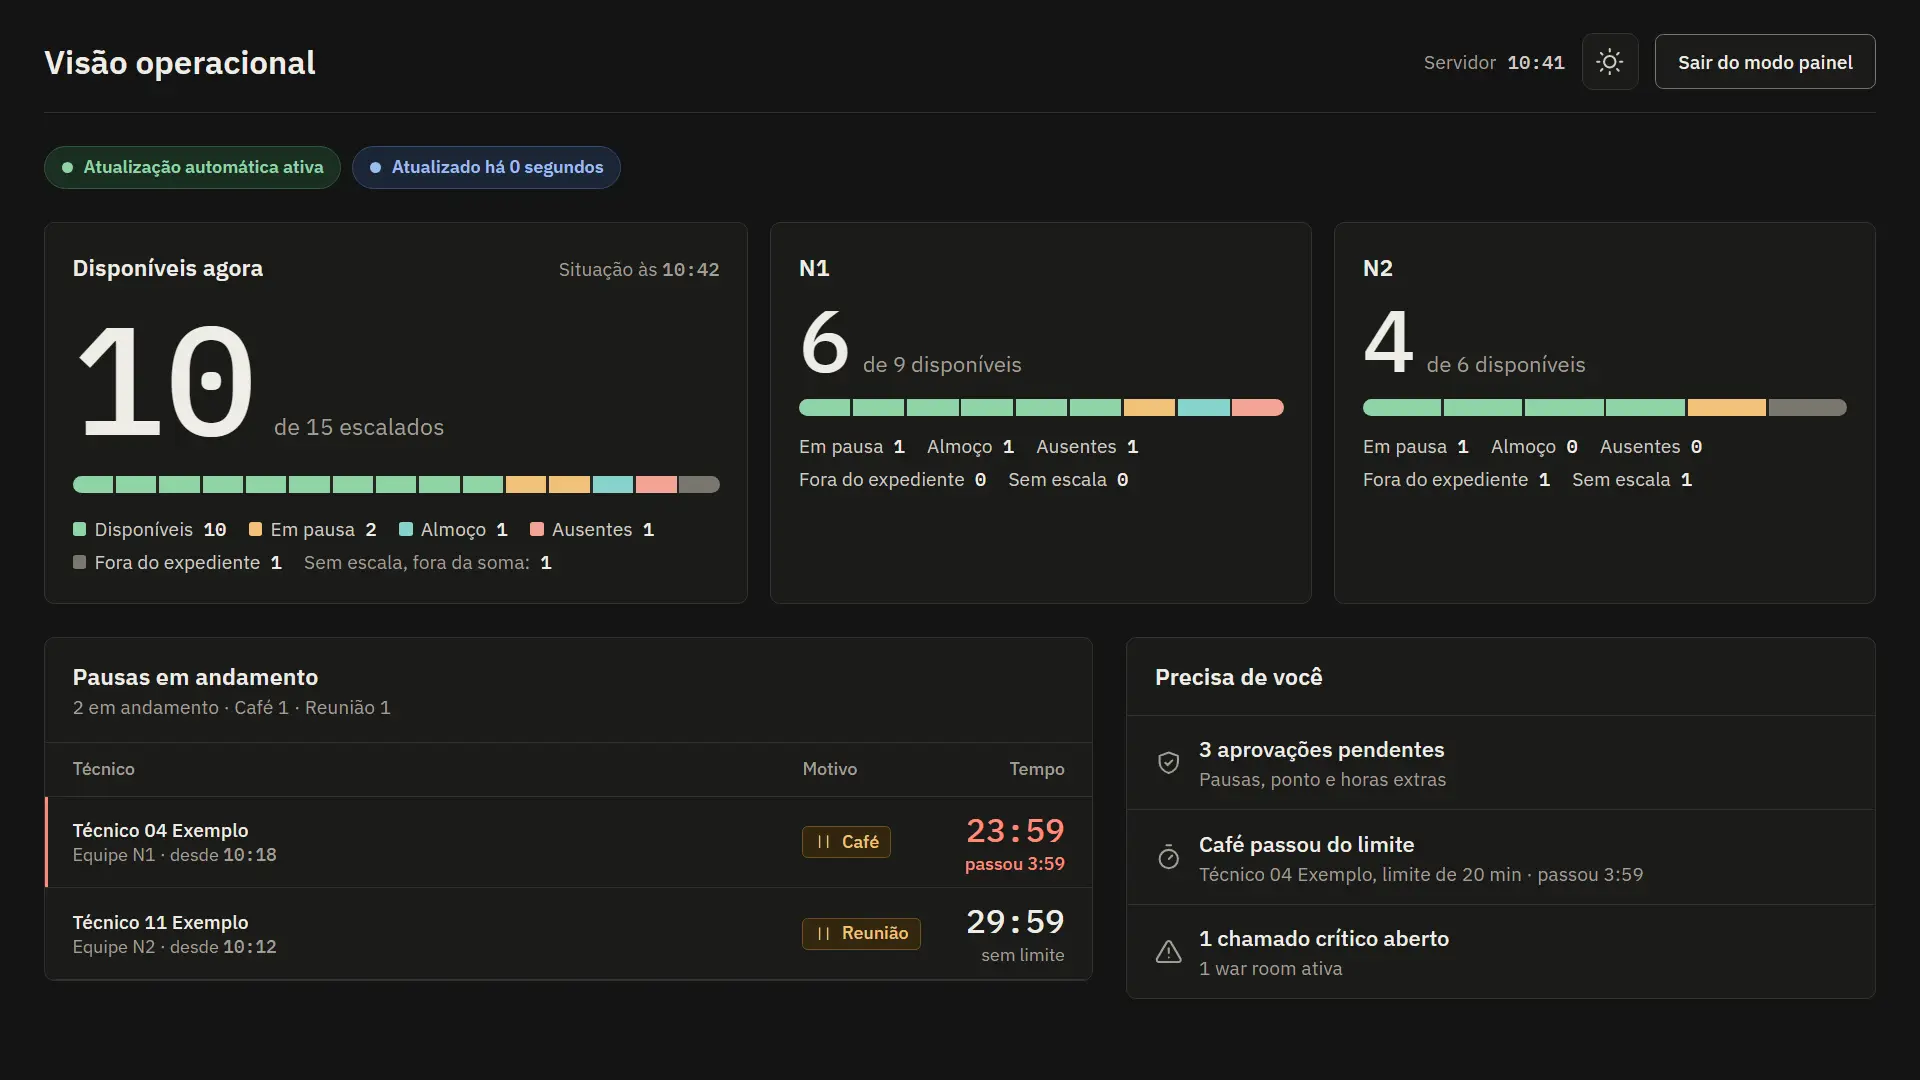 Visão operacional
Servidor 10:41
Sair do modo painel
Atualização automática ativa
Atualizado há 0 segundos
Disponíveis agora
Situação às 10:42
10 de 15 escalados
Disponíveis 10 Em pausa 2 Almoço 1 Ausentes 1
Fora do expediente 1 Sem escala, fora da soma: 1
N1
6 de 9 disponíveis
Em pausa 1 Almoço 1 Ausentes 1
Fora do expediente 0 Sem escala 0
N2
4 de 6 disponíveis
Em pausa 1 Almoço 0 Ausentes 0
Fora do expediente 1 Sem escala 1
Pausas em andamento
2 em andamento · Café 1 · Reunião 1
Técnico Motivo Tempo
Técnico 04 Exemplo
Equipe N1 · desde 10:18
Café
23:59
passou 3:59
Técnico 11 Exemplo
Equipe N2 · desde 10:12
Reunião
29:59
sem limite
Precisa de você
3 aprovações pendentes
Pausas, ponto e horas extras
Café passou do limite
Técnico 04 Exemplo, limite de 20 min · passou 3:59
1 chamado crítico aberto
1 war room ativa